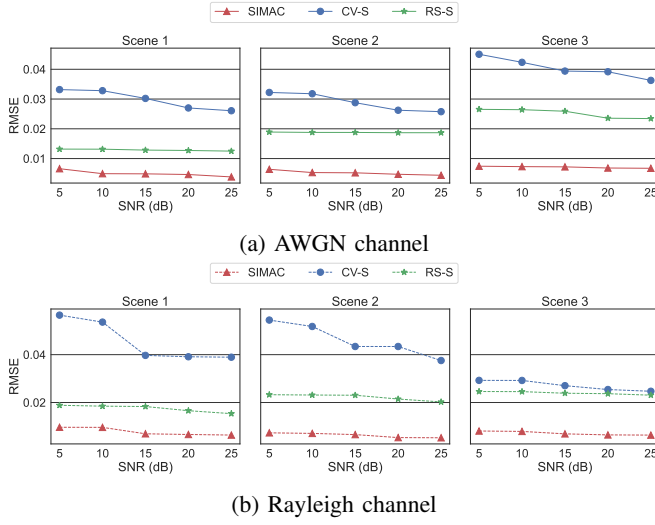 SIMAC CV-S RS-S
Scene 1 Scene 2 Scene 3
0.04
0.03
0.02
0.01
RMSE
5 10 15 20 25 5 10 15 20 25 5 10 15 20 25
SNR (dB) SNR (dB) SNR (dB)
(a) AWGN channel
SIMAC CV-S RS-S
Scene 1 Scene 2 Scene 3
0.04
0.02
RMSE
5 10 15 20 25 5 10 15 20 25 5 10 15 20 25
SNR (dB) SNR (dB) SNR (dB)
(b) Rayleigh channel